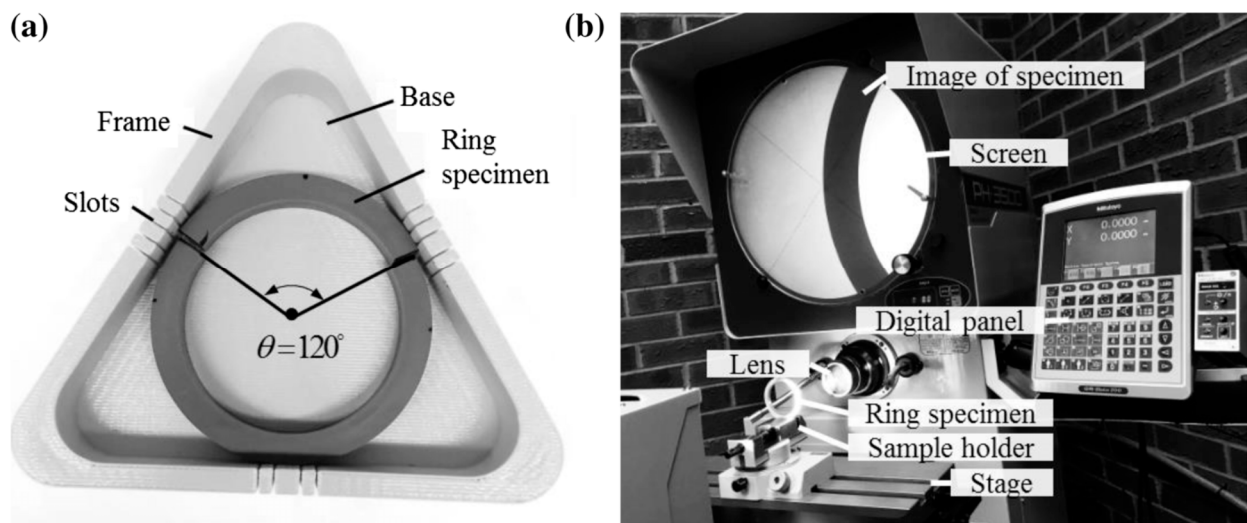 (a)
Frame
Base
Ring
specimen
Slots
θ=120°
(b)
Image of specimen
Screen
Mitutoyo
X 0.0000
Y 0.0000
Digital panel
Lens
Ring specimen
Sample holder
Stage